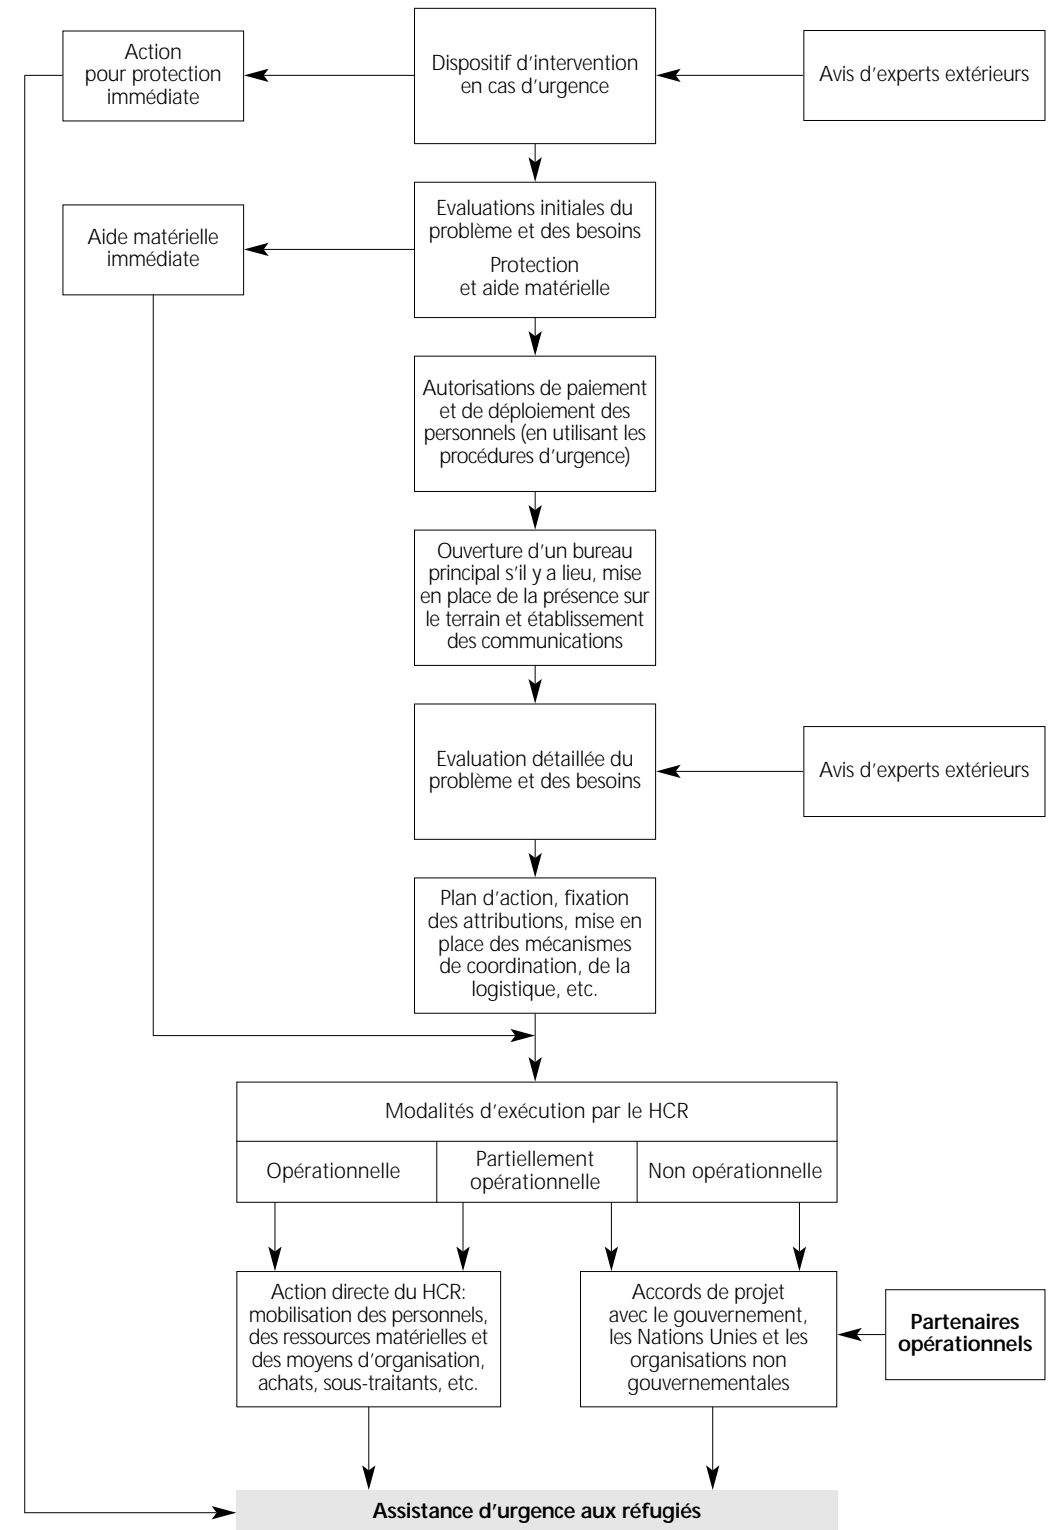 Action
pour protection
immédiate
Dispositif d'intervention
en cas d'urgence
Avis d'experts extérieurs
Evaluations initiales du
problème et des besoins
Protection
et aide matérielle
Aide matérielle
immédiate
Autorisations de paiement
et de déploiement des
personnels (en utilisant les
procédures d'urgence)
Ouverture d'un bureau
principal s'il y a lieu, mise
en place de la présence sur
le terrain et établissement
des communications
Evaluation détaillée du
problème et des besoins
Avis d'experts extérieurs
Plan d'action, fixation
des attributions, mise en
place des mécanismes
de coordination, de la
logistique, etc.
Modalités d'exécution par le HCR
Opérationnelle
Partiellement
opérationnelle
Non opérationnelle
Action directe du HCR:
mobilisation des personnels,
des ressources matérielles et
des moyens d'organisation,
achats, sous-traitants, etc.
Accords de projet
avec le gouvernement,
les Nations Unies et les
organisations non
gouvernementales
Partenaires
opérationnels
Assistance d'urgence aux réfugiés